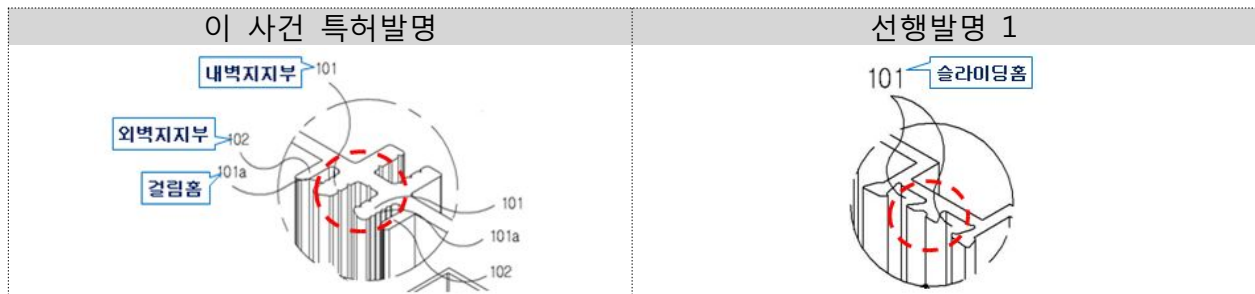 이 사건 특허발명
선행발명 1
내벽지지부 101
외벽지지부 102
걸림홈 101a
101
101a
102
101 슬라이딩홈